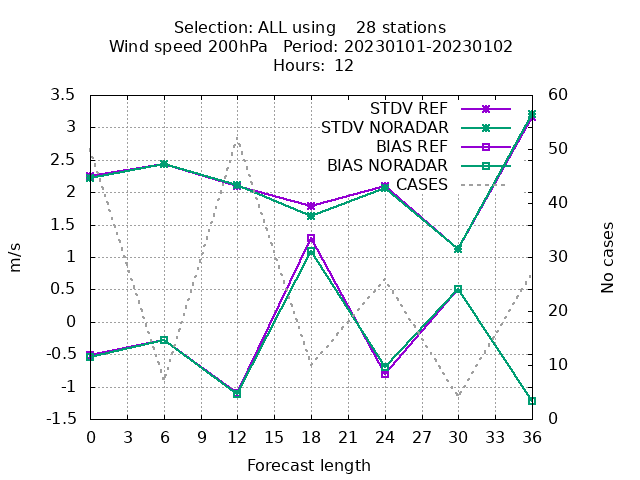 Selection: ALL using    28 stations
Wind speed 200hPa   Period: 20230101-20230102
Hours: 12
STDV REF
STDV NORADAR
BIAS REF
BIAS NORADAR
CASES
3.5
3
2.5
2
1.5
1
0.5
0
-0.5
-1
-1.5
m/s
60
50
40
30
20
10
0
No cases
0 3 6 9 12 15 18 21 24 27 30 33 36
Forecast length